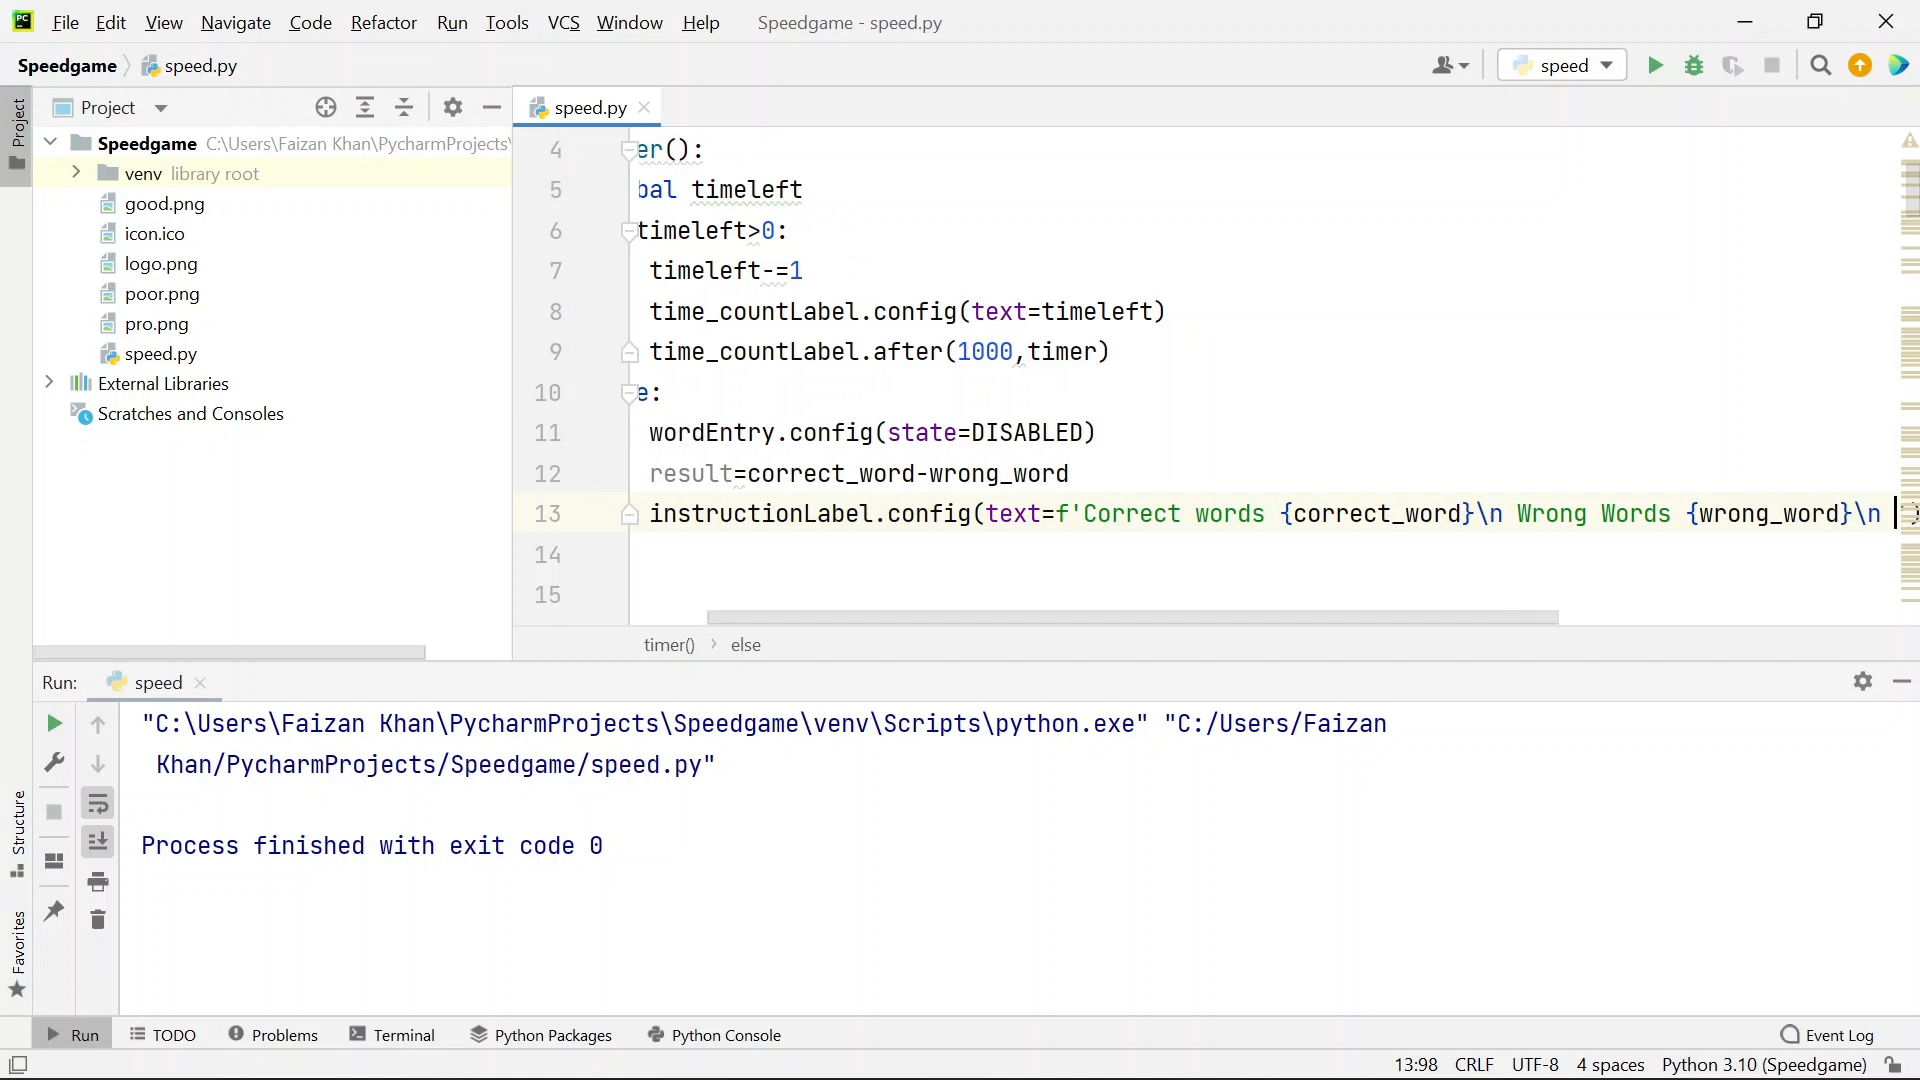 File Edit View Navigate Code Refactor Run Tools VCS Window Help Speedgame - speed.py
Speedgame speed.py speed
Project speed.py
Project
Speedgame C:\Users\Faizan Khan\PycharmProjects\
venv library root
good.png
icon.ico
logo.png
poor.png
pro.png
speed.py
External Libraries
Scratches and Consoles
4 er():
5 bal timeleft
6 timeleft>0:
7 timeleft-=1
8 time_countLabel.config(text=timeleft)
9 time_countLabel.after(1000,timer)
10 e:
11 wordEntry.config(state=DISABLED)
12 result=correct_word-wrong_word
13 instructionLabel.config(text=f'Correct words {correct_word}\n Wrong Words {wrong_word}\n
14
15
timer() else
Run: speed
"C:\Users\Faizan Khan\PycharmProjects\Speedgame\venv\Scripts\python.exe" "C:/Users/Faizan
Khan/PycharmProjects/Speedgame/speed.py"
Process finished with exit code 0
Structure
Favorites
Run TODO Problems Terminal Python Packages Python Console Event Log
13:98 CRLF UTF-8 4 spaces Python 3.10 (Speedgame)